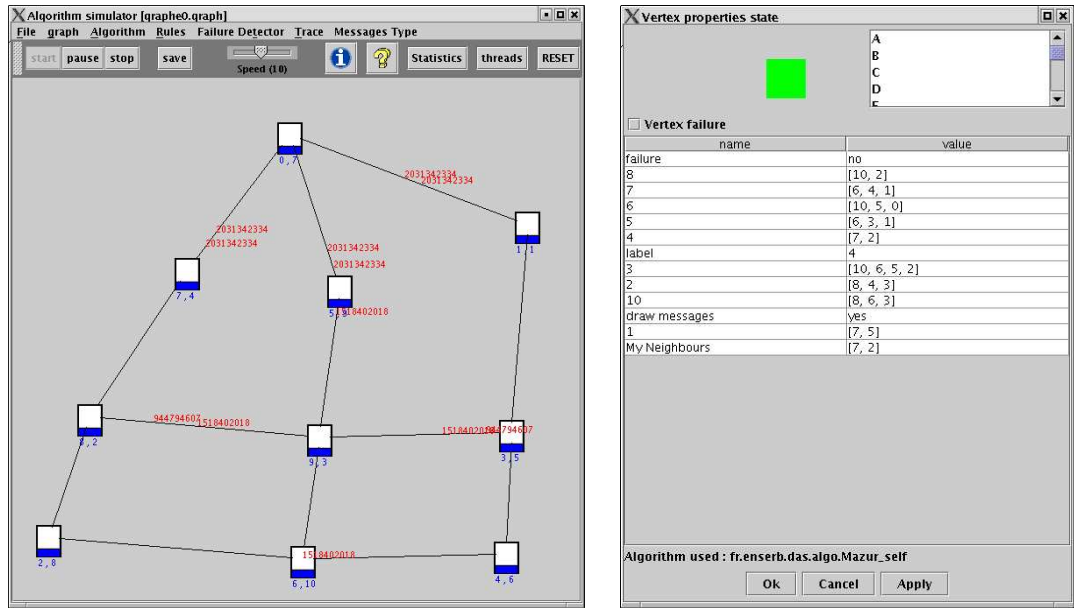 Algorithm simulator [qraphe0.qraph]
File graph Algorithm Rules Failure Detector Trace Messages Type
start pause stop save Speed (10) Statistics threads RESET
0,7
2031342334
2031342334
1,1
2031342334
2031342334
2031342334
2031342334
7,4
1518402018
944794607
1518402018
8,2
1518402018
944794607
9,3
3,5
2,8
1518402018
6,10
4,6
Vertex properties state
A
B
C
D
Vertex failure
name value
failure no
8 [10, 2]
7 [6, 4, 1]
6 [10, 5, 0]
5 [6, 3, 1]
4 [7, 2]
label 4
3 [10, 6, 5, 2]
2 [8, 4, 3]
10 [8, 6, 3]
draw messages yes
1 [7, 5]
My Neighbours [7, 2]
Algorithm used : fr.enserb.das.algo.Mazur_self
Ok Cancel Apply